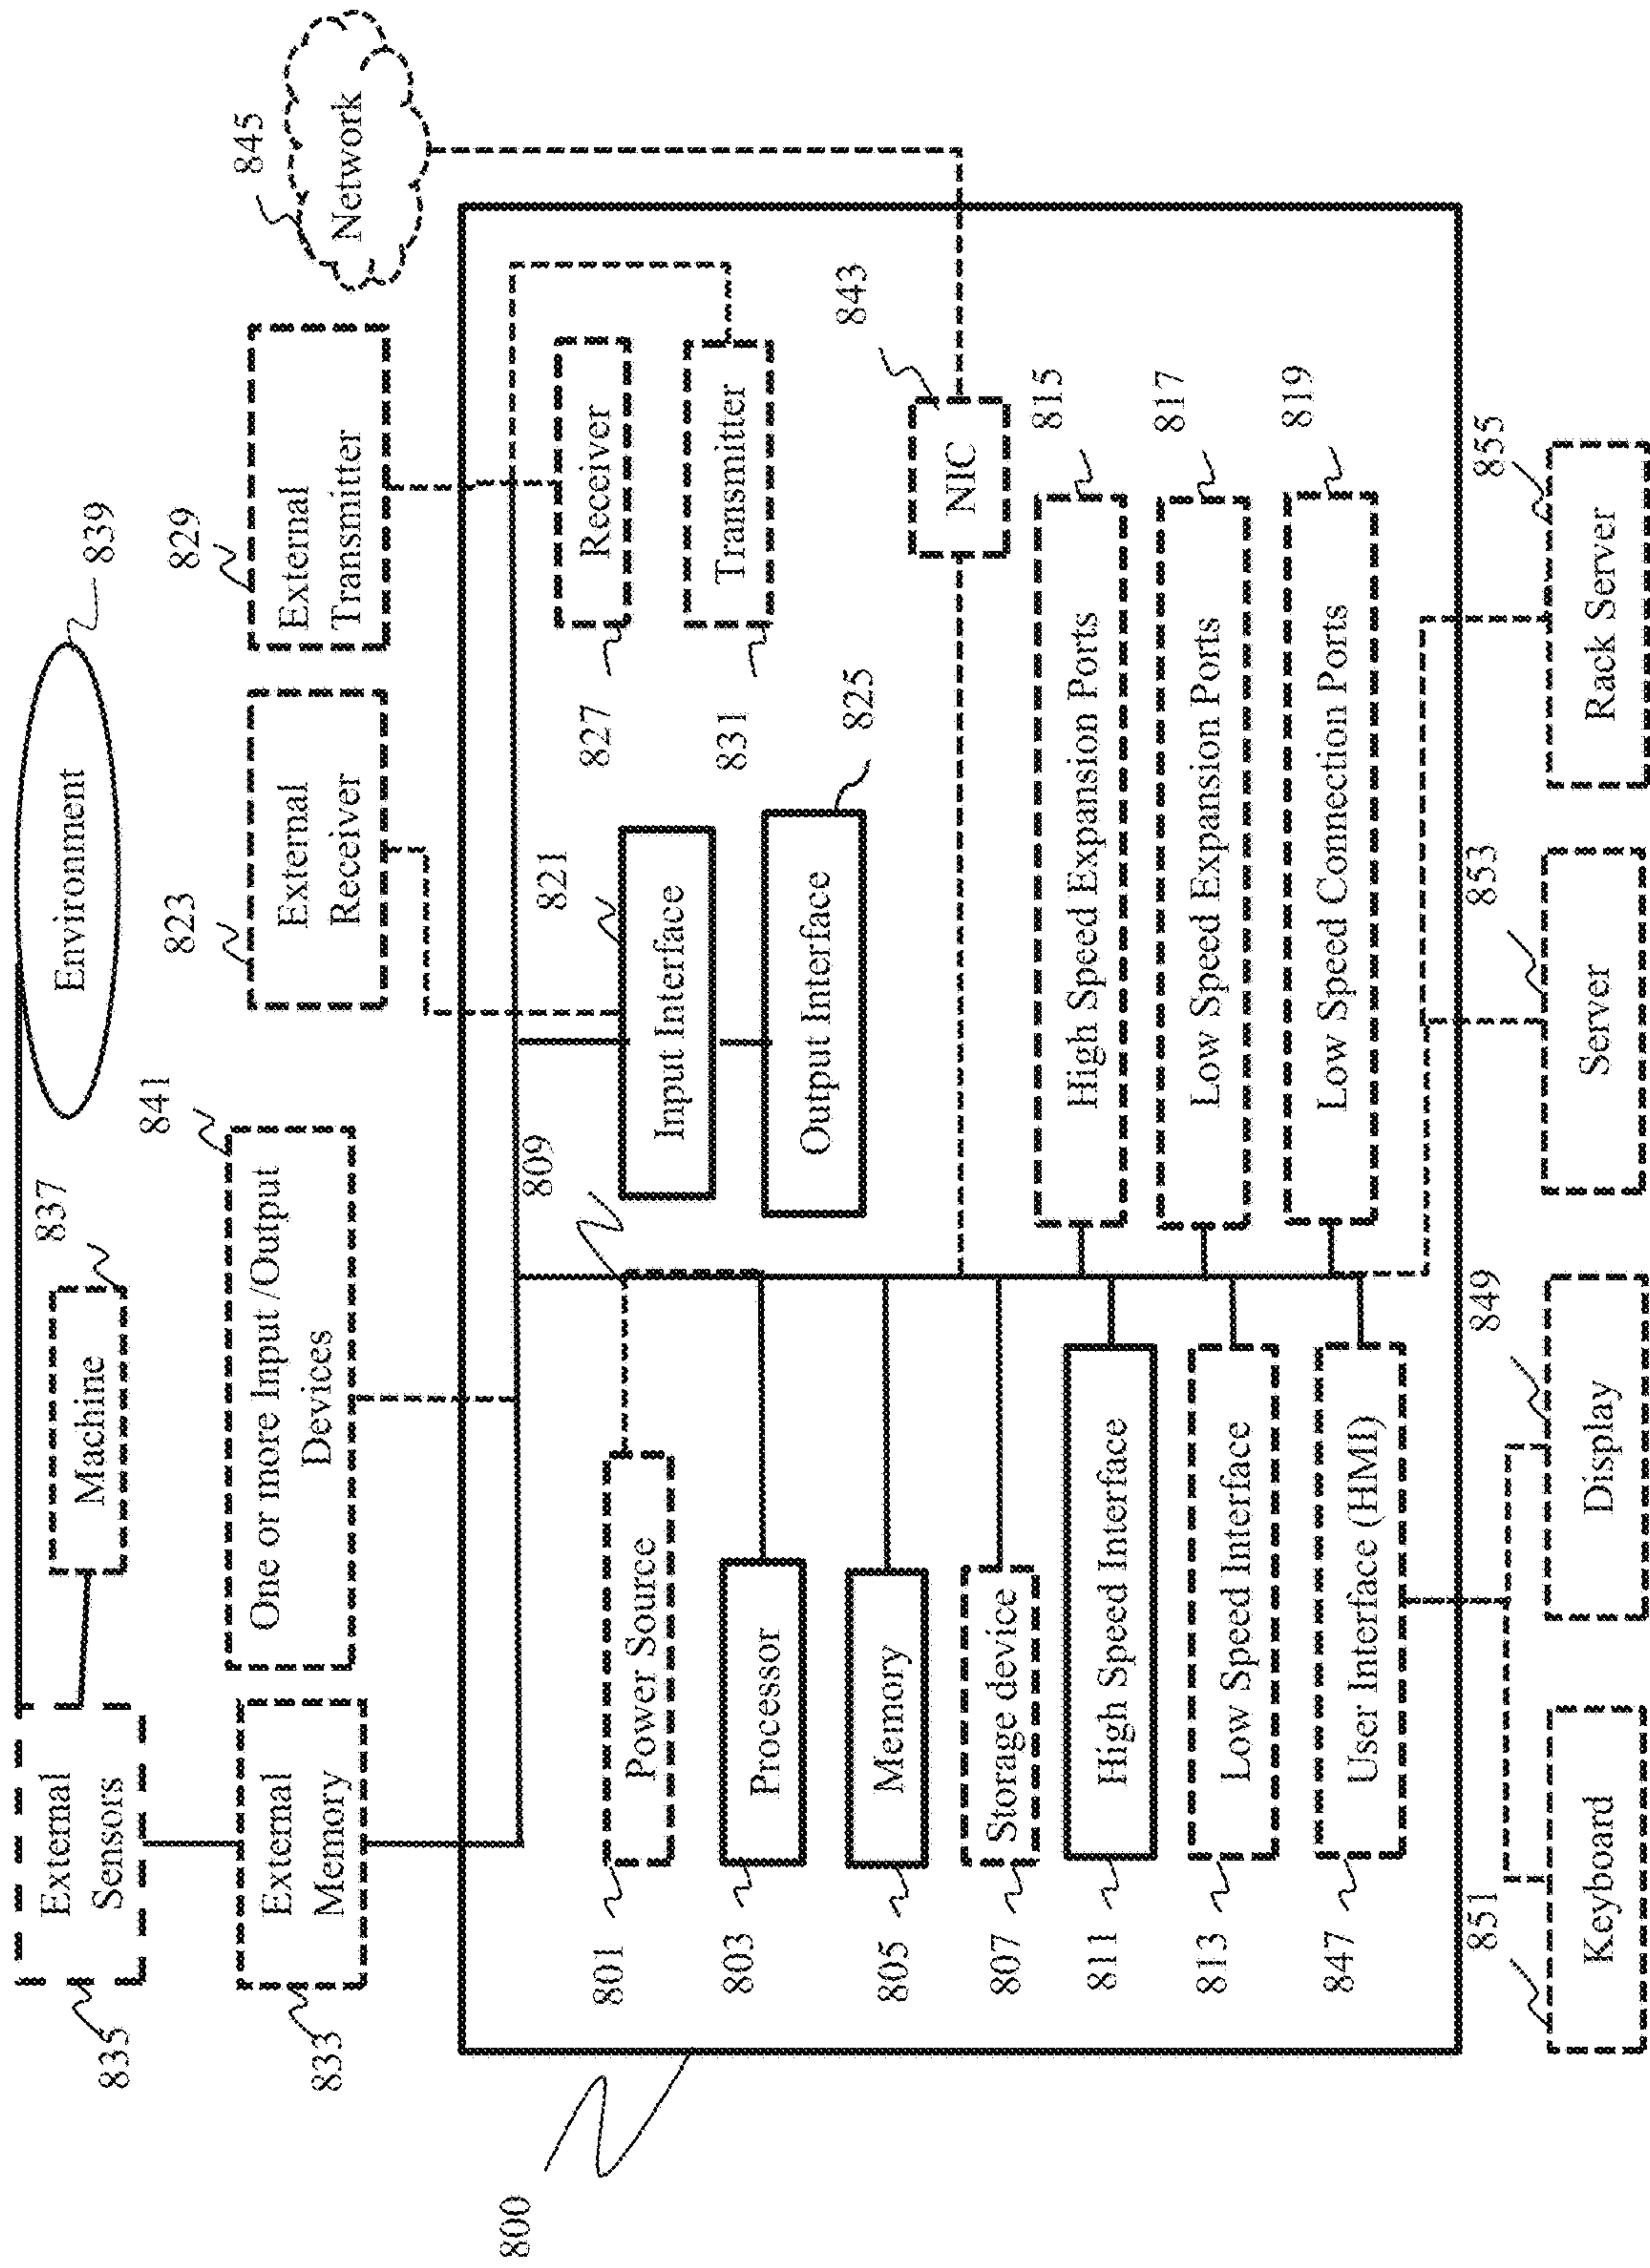 835
External
Sensors
Machine
837
Environment
839
833
External
Memory
One or more Input /Output
Devices
841
823
External
Receiver
829
External
Transmitter
845
Network
800
801
Power Source
803
Processor
805
Memory
807
Storage device
811
High Speed Interface
813
Low Speed Interface
847
User Interface (HMI)
809
821
Input Interface
Output Interface
825
827
Receiver
831
Transmitter
NIC
843
High Speed Expansion Ports
815
Low Speed Expansion Ports
817
Low Speed Connection Ports
819
851
Keyboard
849
Display
853
Server
855
Rack Server